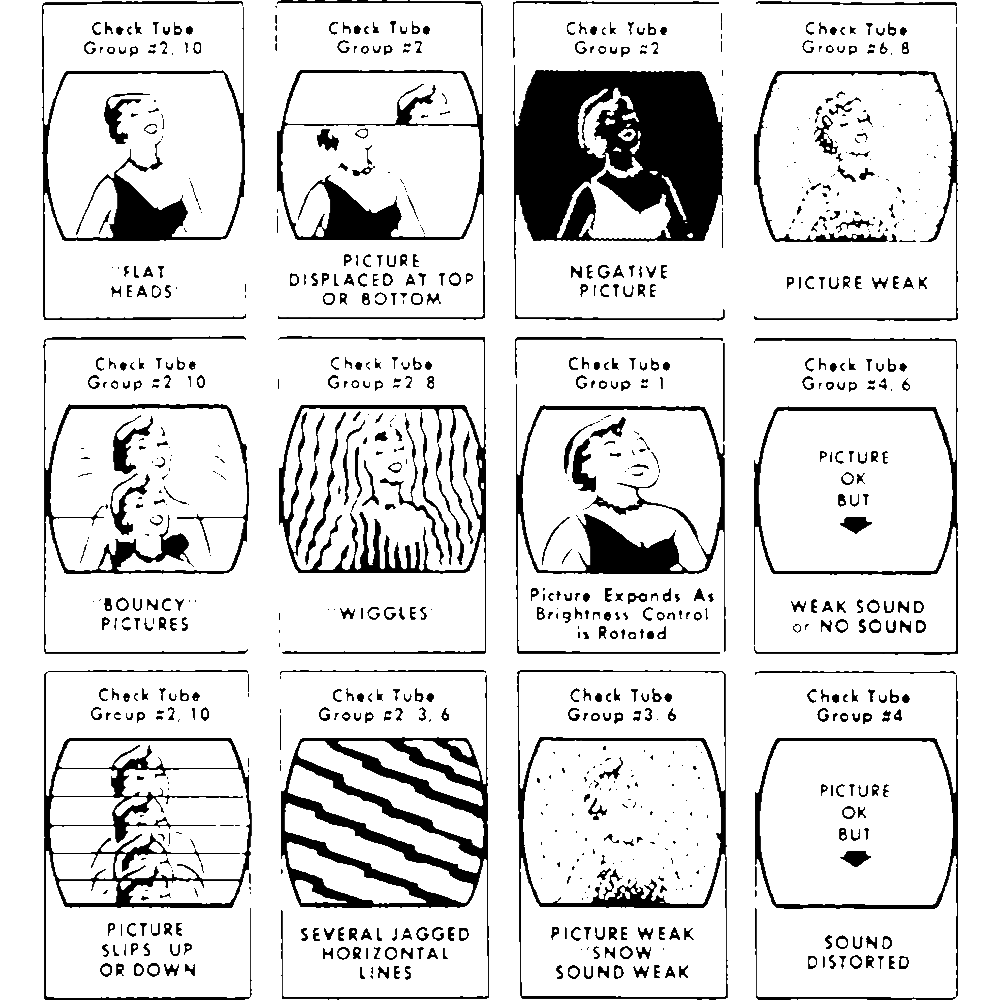 Check Tube
Group #2, 10
"FLAT
HEADS"
Check Tube
Group #2
PICTURE
DISPLACED AT TOP
OR BOTTOM
Check Tube
Group #2
NEGATIVE
PICTURE
Check Tube
Group #6, 8
PICTURE WEAK
Check Tube
Group #2 10
"BOUNCY"
PICTURES
Check Tube
Group #2 8
"WIGGLES"
Check Tube
Group #1
Picture Expands As
Brightness Control
is Rotated
Check Tube
Group #4, 6
PICTURE
OK
BUT
WEAK SOUND
or NO SOUND
Check Tube
Group #2, 10
PICTURE
SLIPS UP
OR DOWN
Check Tube
Group #2 3, 6
SEVERAL JAGGED
HORIZONTAL
LINES
Check Tube
Group #3, 6
PICTURE WEAK
"SNOW"
SOUND WEAK
Check Tube
Group #4
PICTURE
OK
BUT
SOUND
DISTORTED